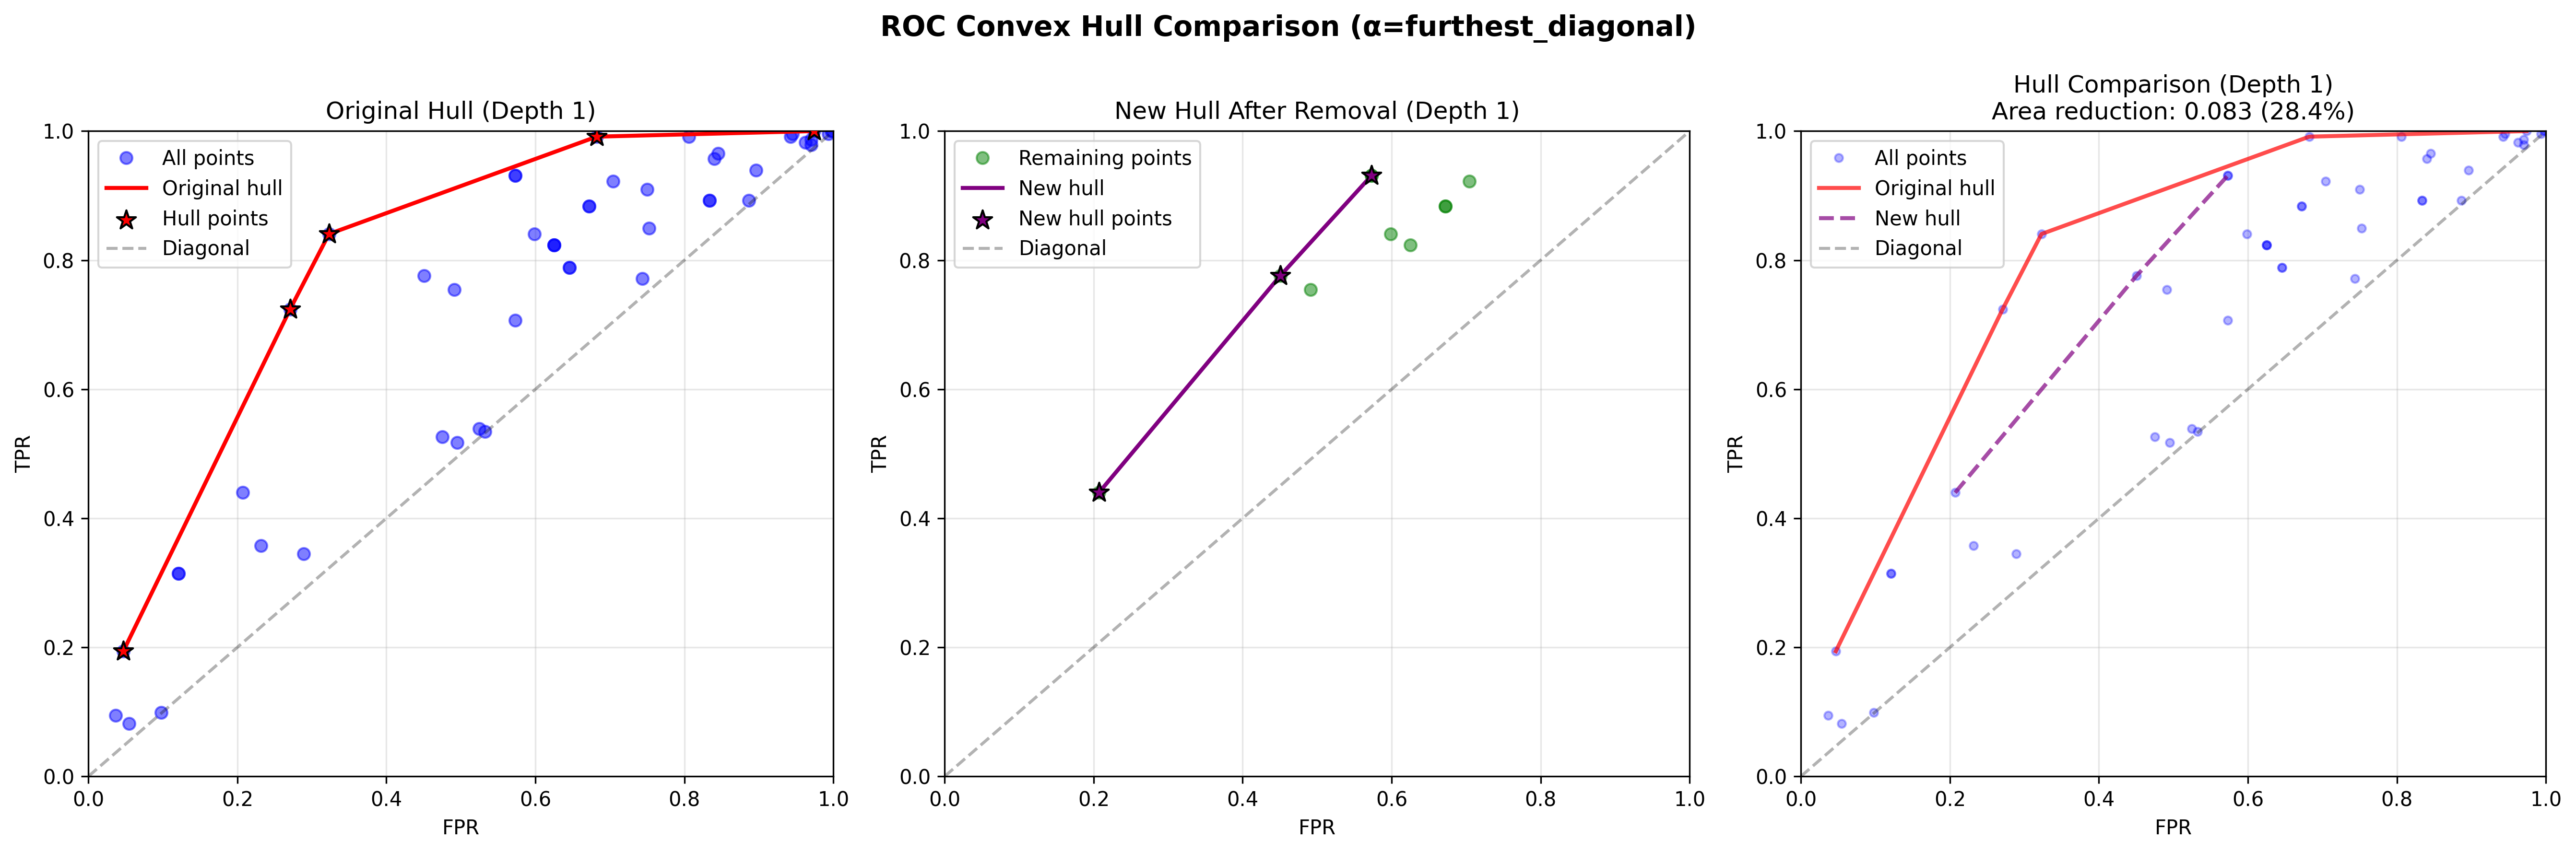 ROC Convex Hull Comparison (α=furthest_diagonal)
Original Hull (Depth 1)
All points
Original hull
Hull points
Diagonal
1.0
0.8
0.6
0.4
0.2
0.0
TPR
0.0 0.2 0.4 0.6 0.8 1.0
FPR
New Hull After Removal (Depth 1)
Remaining points
New hull
New hull points
Diagonal
1.0
0.8
0.6
0.4
0.2
0.0
TPR
0.0 0.2 0.4 0.6 0.8 1.0
FPR
Hull Comparison (Depth 1)
Area reduction: 0.083 (28.4%)
All points
Original hull
New hull
Diagonal
1.0
0.8
0.6
0.4
0.2
0.0
TPR
0.0 0.2 0.4 0.6 0.8 1.0
FPR